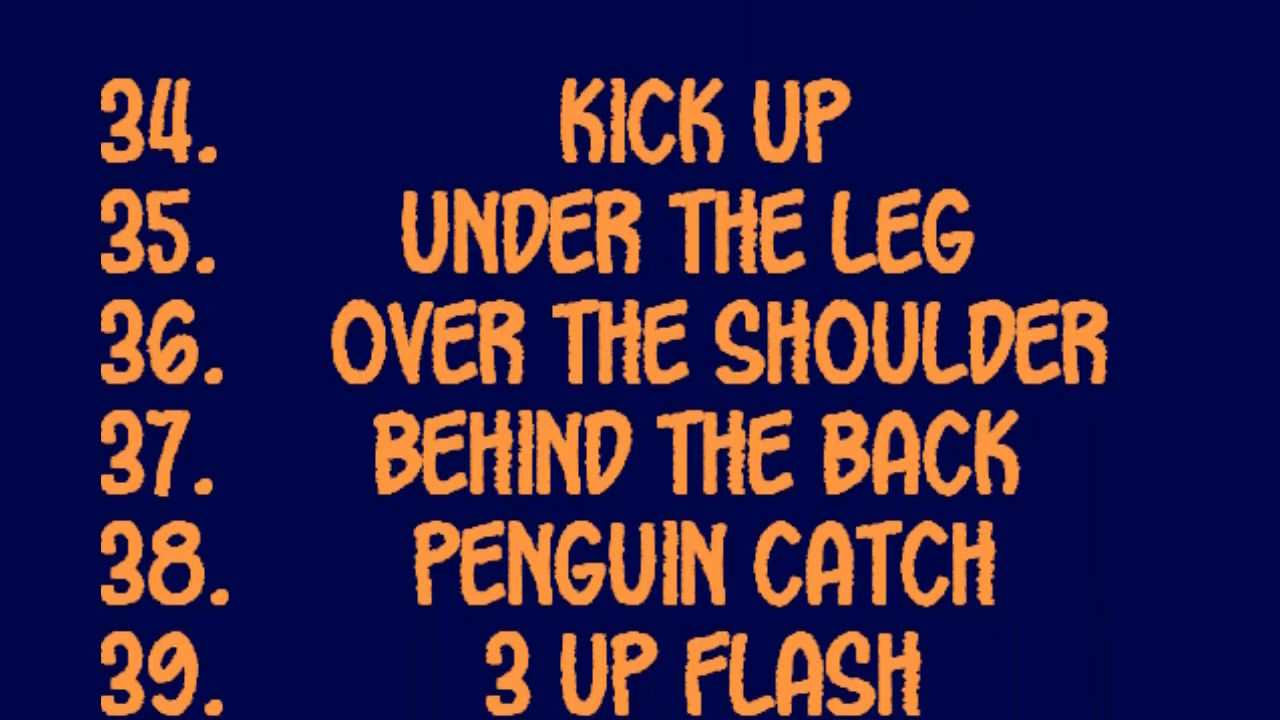 34. KICK UP
35. UNDER THE LEG
36. OVER THE SHOULDER
37. BEHIND THE BACK
38. PENGUIN CATCH
39. 3 UP FLASH